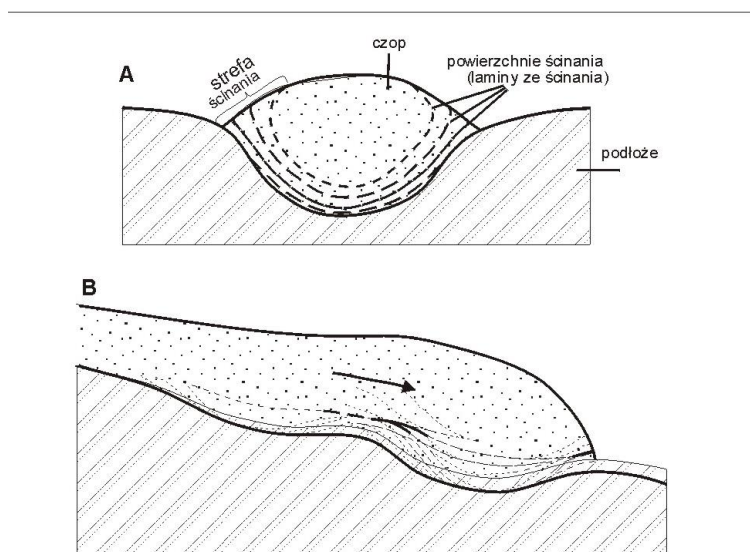 A
strefa
ścinania
czop
powierzchnie ścinania
(laminy ze ścinania)
podłoże
B